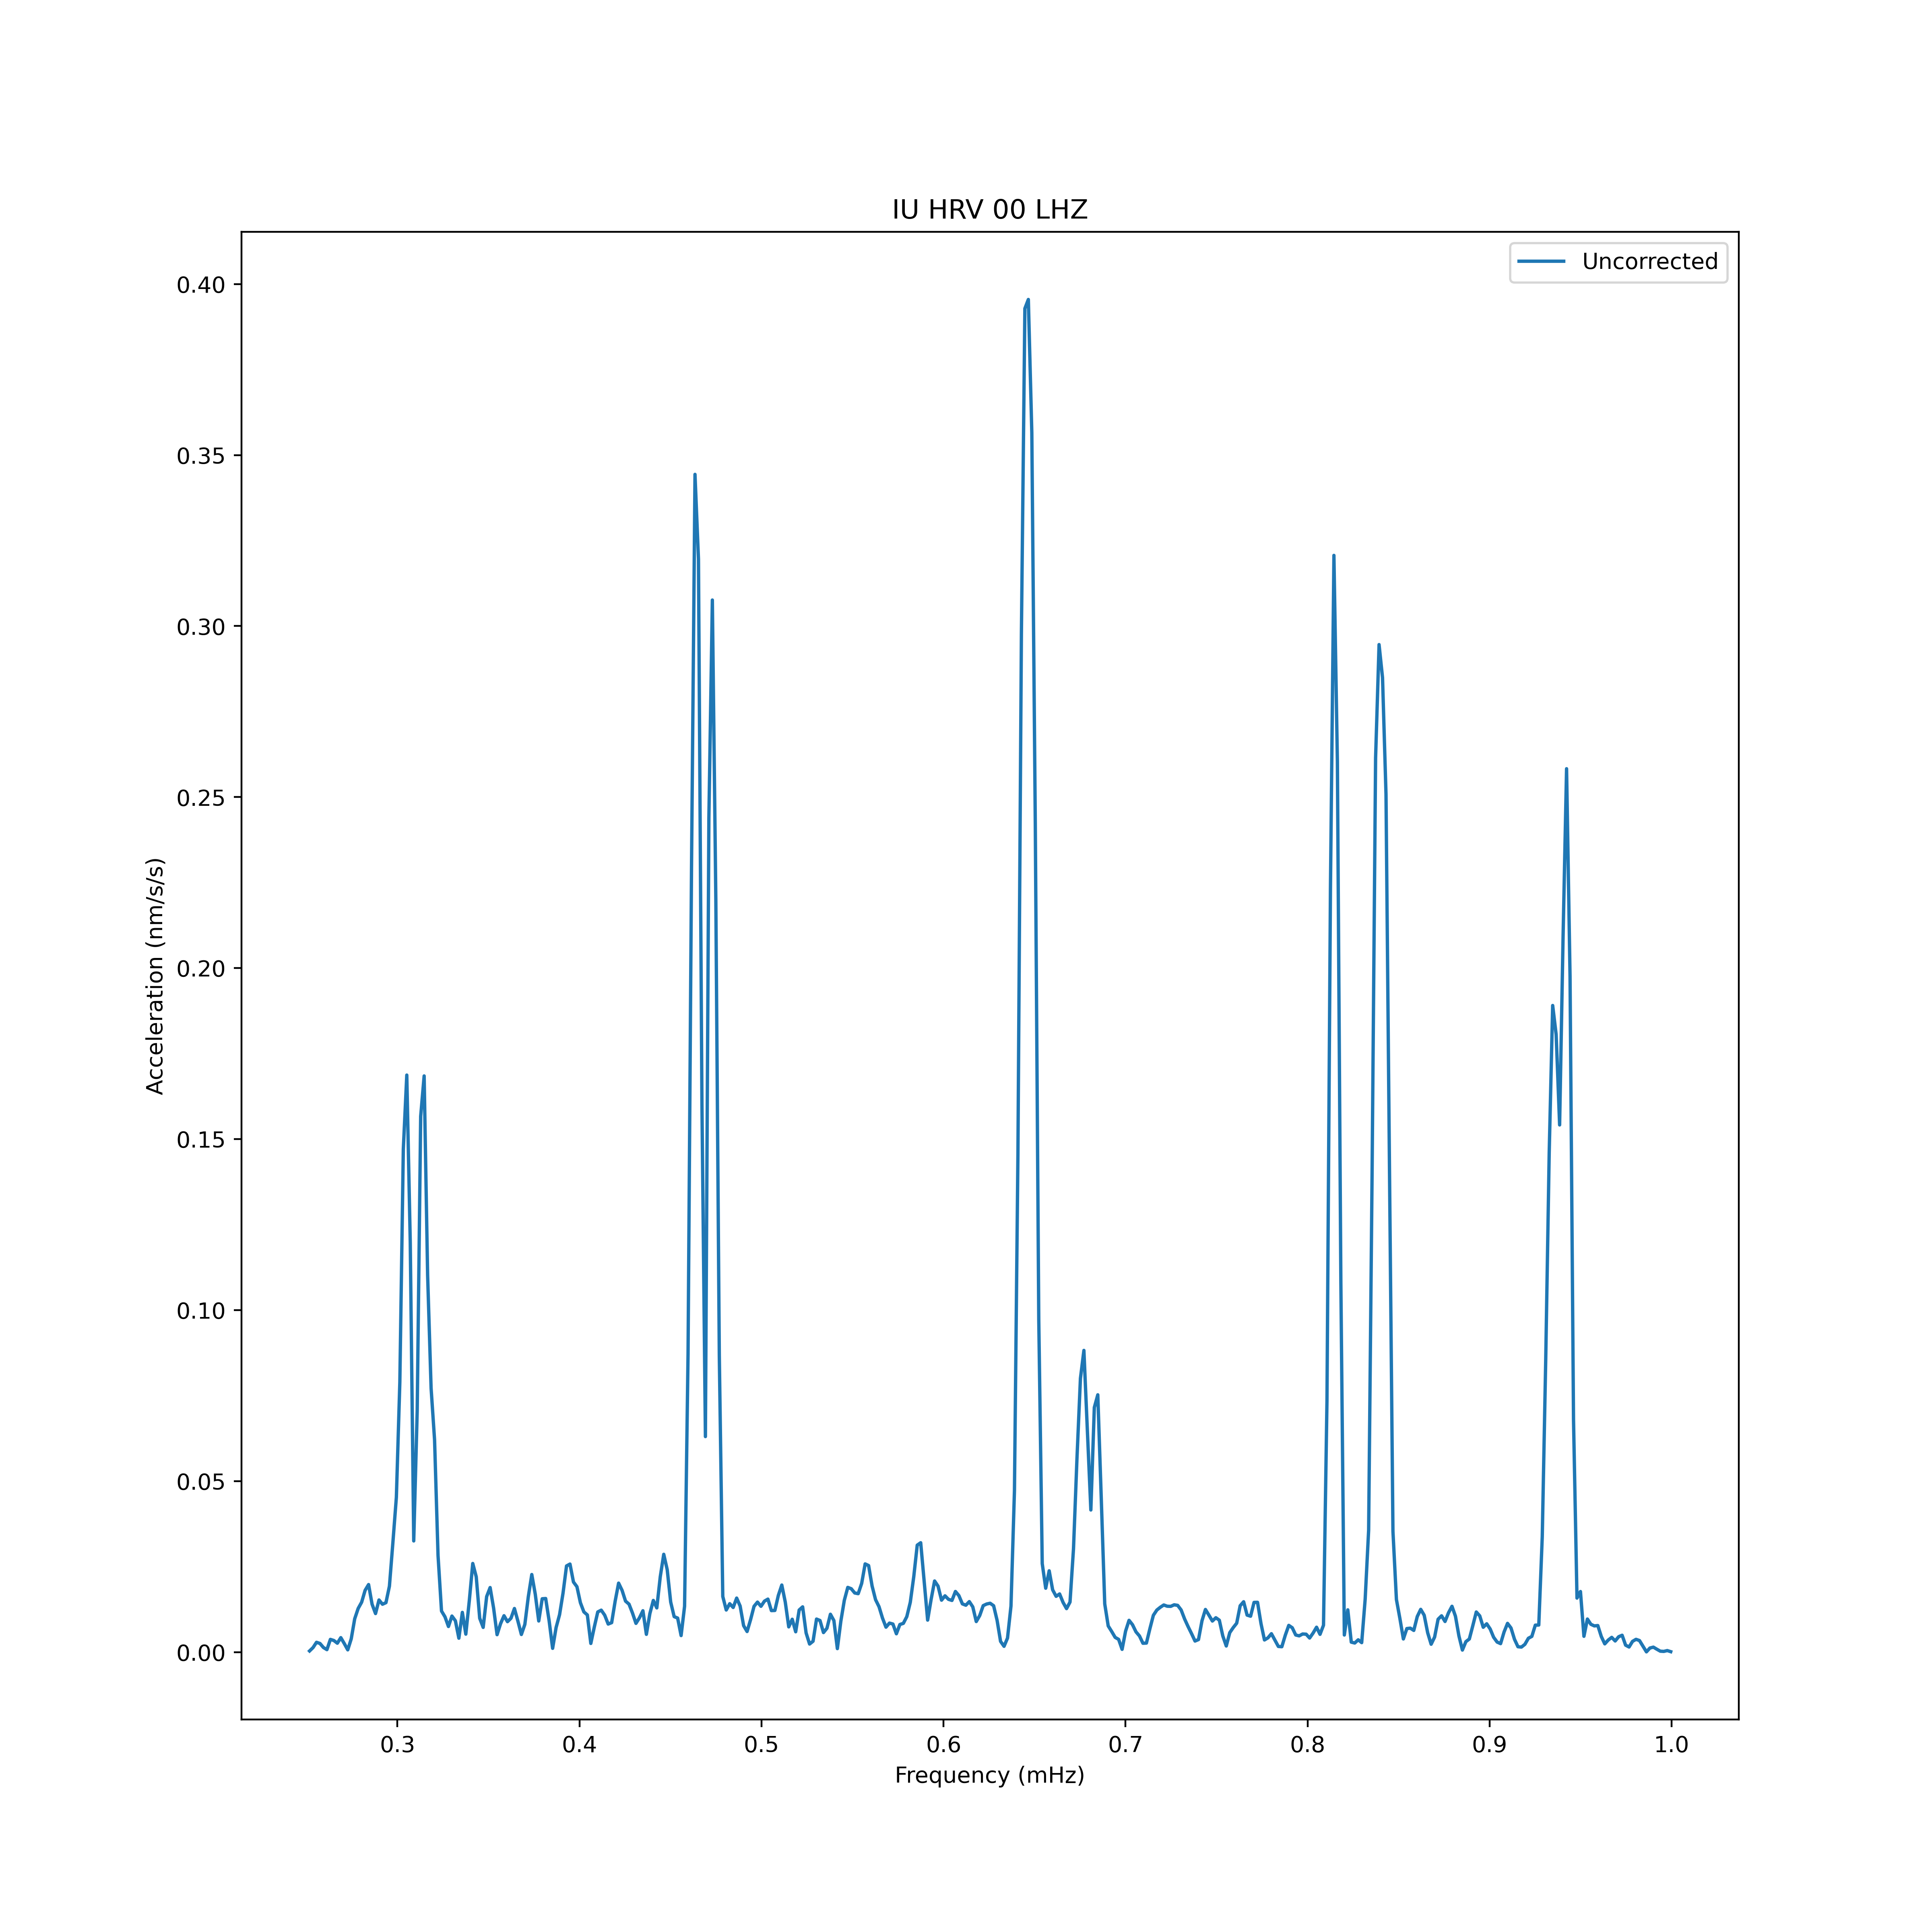 IU HRV 00 LHZ
Uncorrected
0.40
0.35
0.30
0.25
0.20
0.15
0.10
0.05
0.00
Acceleration (nm/s/s)
0.3 0.4 0.5 0.6 0.7 0.8 0.9 1.0
Frequency (mHz)